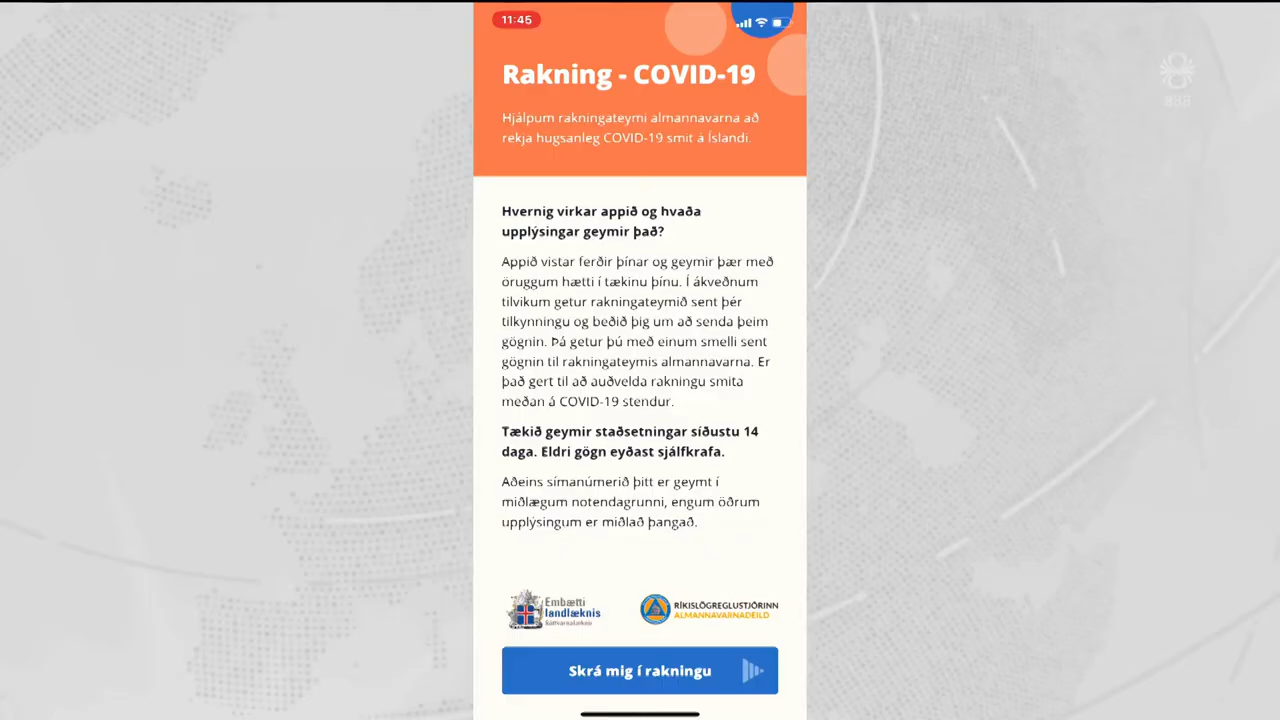 11:45
888
Rakning - COVID-19
Hjálpum rakningateymi almannavarna að
rekja hugsanleg COVID-19 smit á Íslandi.
Hvernig virkar appið og hvaða
upplýsingar geymir það?
Appið vistar ferðir þínar og geymir þær með
öruggum hætti í tækinu þínu. Í ákveðnum
tilvikum getur rakningateymið sent þér
tilkynningu og beðið þig um að senda þeim
gögnin. Þá getur þú með einum smelli sent
gögnin til rakningateymis almannavarna. Er
það gert til að auðvelda rakningu smita
meðan á COVID-19 stendur.
Tækið geymir staðsetningar síðustu 14
daga. Eldri gögn eyðast sjálfkrafa.
Aðeins símanúmerið þitt er geymt í
miðlægum notendagrunni, engum öðrum
upplýsingum er miðlað þangað.
Embætti
landlæknis
Sóttvarnalæknir
RÍKISLÖGREGLUSTJÓRINN
ALMANNAVARNADEILD
Skrá mig í rakningu